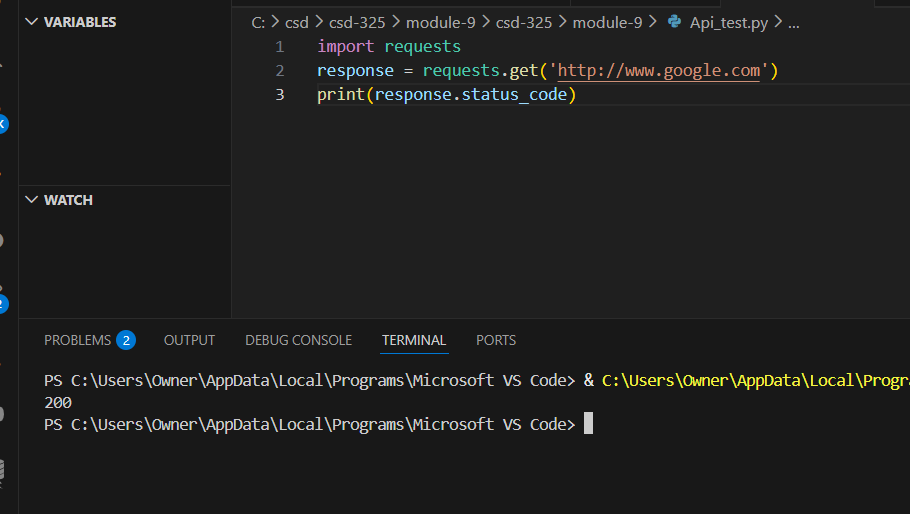 VARIABLES
WATCH
C: > csd > csd-325 > module-9 > csd-325 > module-9 > Api_test.py > ...
1 import requests
2 response = requests.get('http://www.google.com')
3 print(response.status_code)
PROBLEMS 2 OUTPUT DEBUG CONSOLE TERMINAL PORTS
PS C:\Users\Owner\AppData\Local\Programs\Microsoft VS Code> & C:\Users\Owner\AppData\Local\Progr
200
PS C:\Users\Owner\AppData\Local\Programs\Microsoft VS Code>